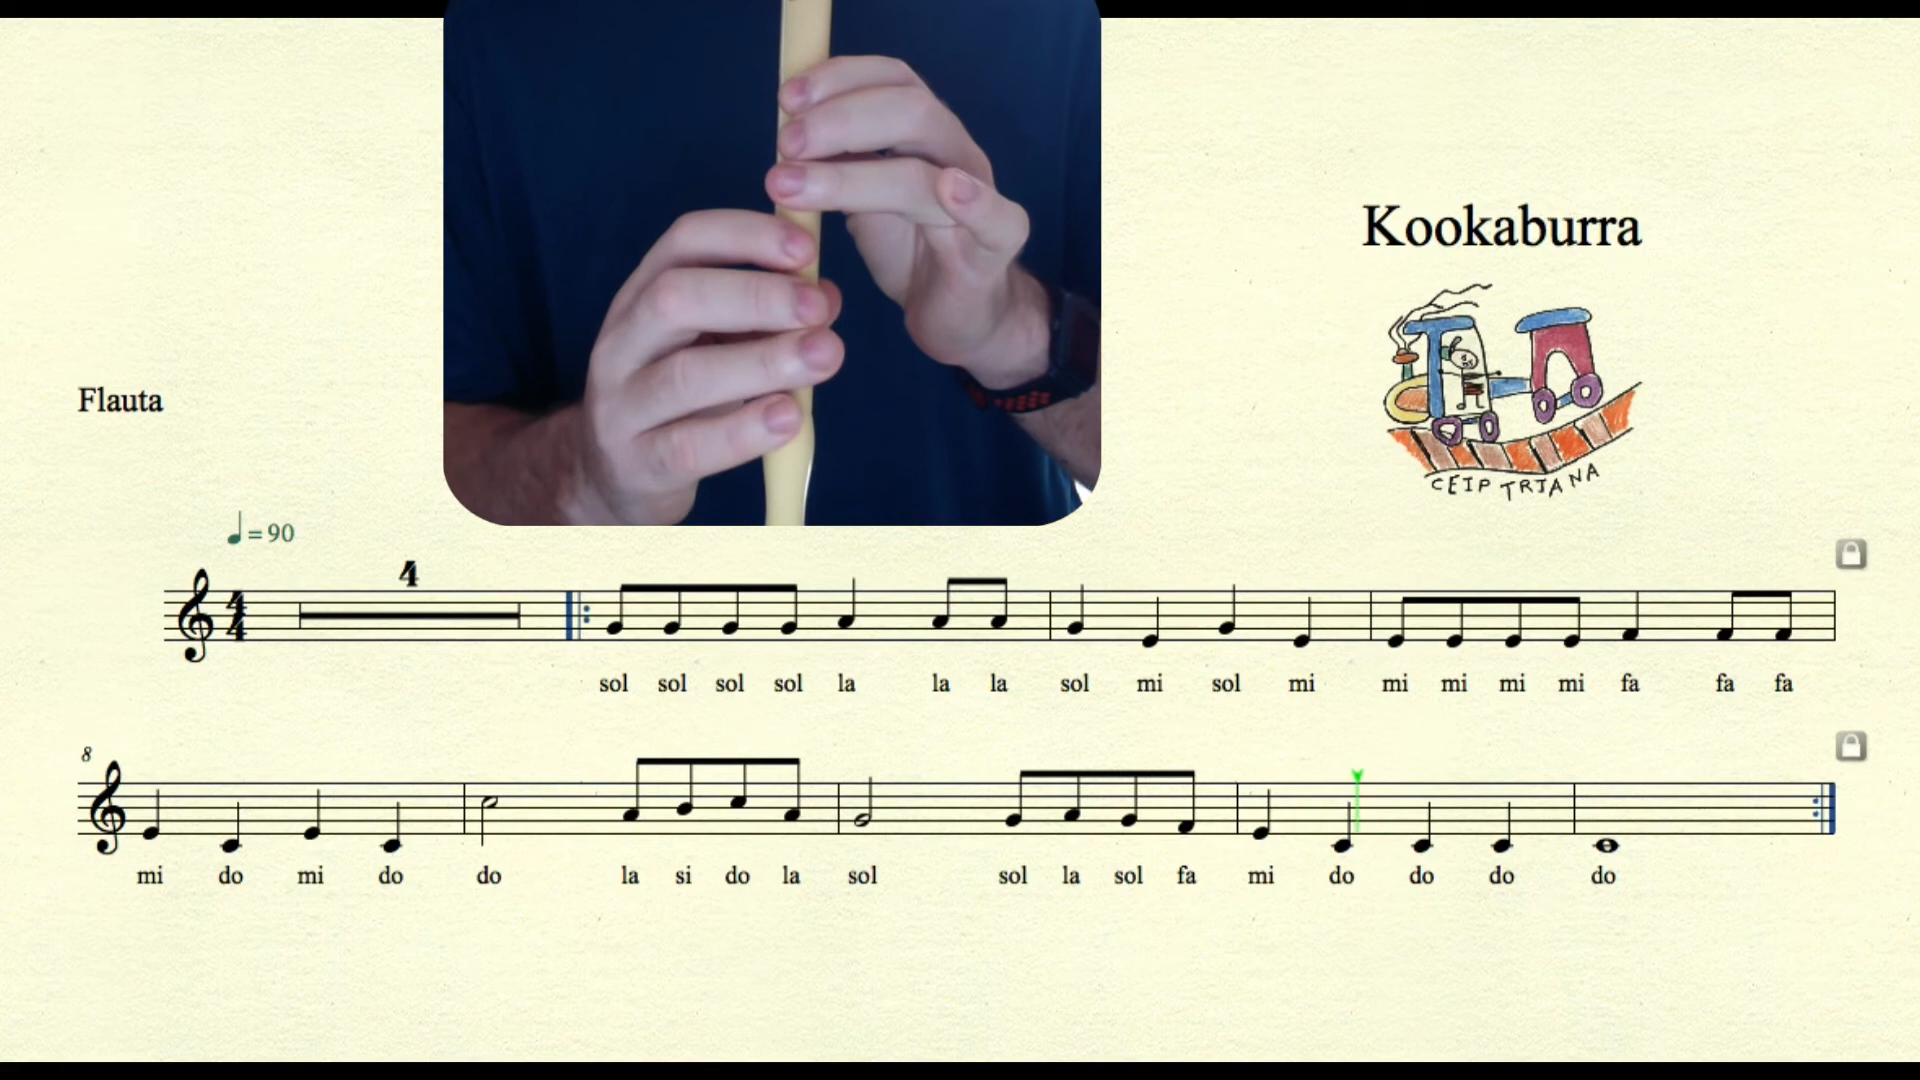 Kookaburra
CEIP TRIANA
Flauta
= 90
4
4
4
sol sol sol sol la la la sol mi sol mi mi mi mi mi fa fa fa
8
mi do mi do do la si do la sol sol la sol fa mi do do do do